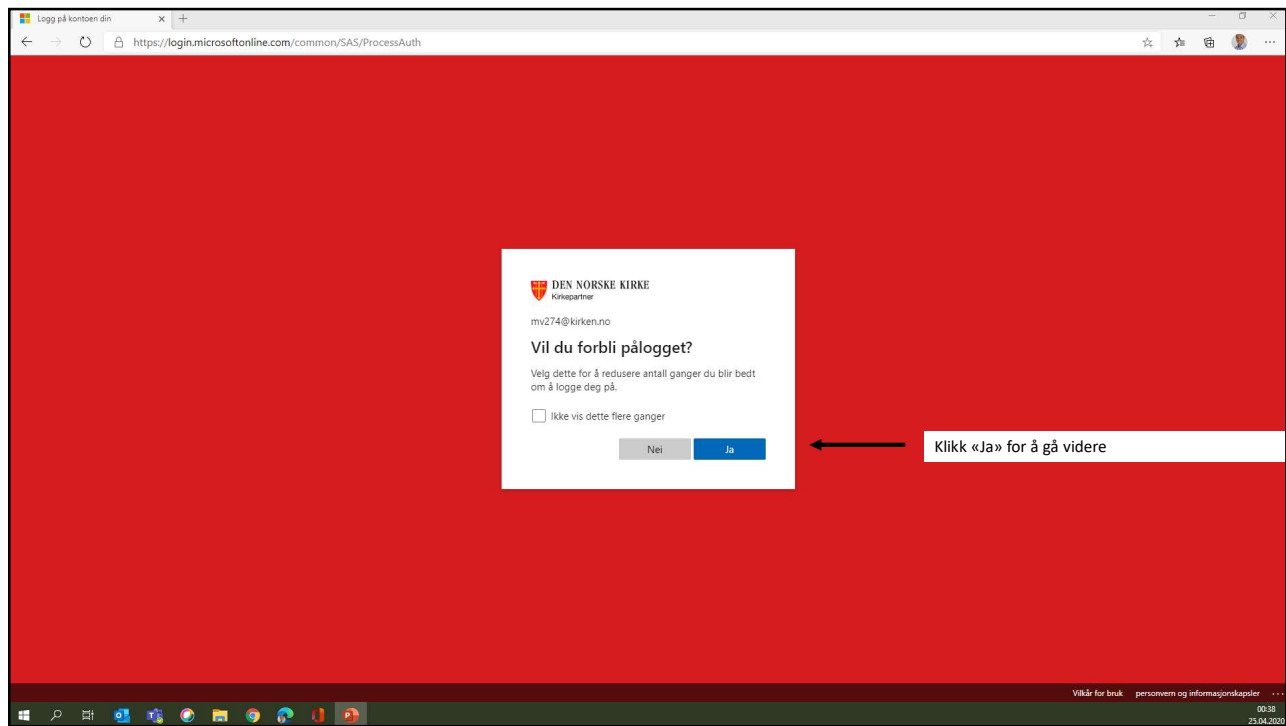 Logg på kontoen din
https://login.microsoftonline.com/common/SAS/ProcessAuth
DEN NORSKE KIRKE
Kirkepartner
mv274@kirken.no
Vil du forbli pålogget?
Velg dette for å redusere antall ganger du blir bedt
om å logge deg på.
Ikke vis dette flere ganger
Nei
Ja
Klikk «Ja» for å gå videre
Vilkår for bruk personvern og informasjonskapsler ...
00:38
25.04.2020